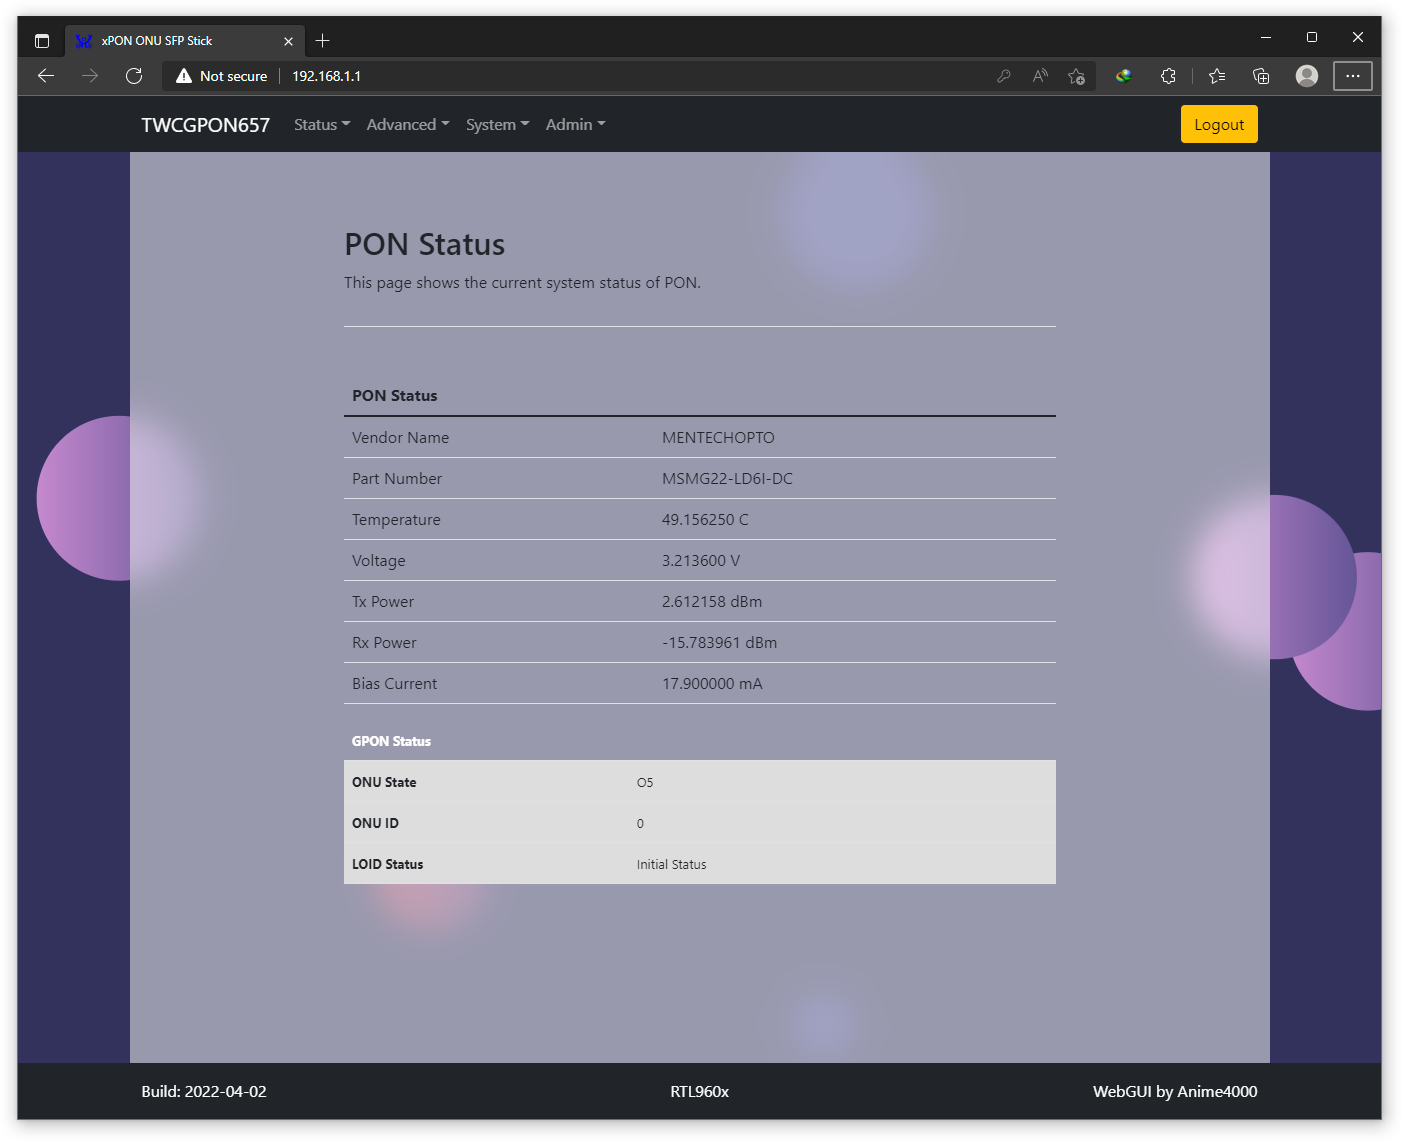 xPON ONU SFP Stick
Not secure 192.168.1.1
TWCGPON657 Status Advanced System Admin Logout
PON Status
This page shows the current system status of PON.
PON Status
Vendor Name MENTECHOPTO
Part Number MSMG22-LD6I-DC
Temperature 49.156250 C
Voltage 3.213600 V
Tx Power 2.612158 dBm
Rx Power -15.783961 dBm
Bias Current 17.900000 mA
GPON Status
ONU State O5
ONU ID 0
LOID Status Initial Status
Build: 2022-04-02 RTL960x WebGUI by Anime4000